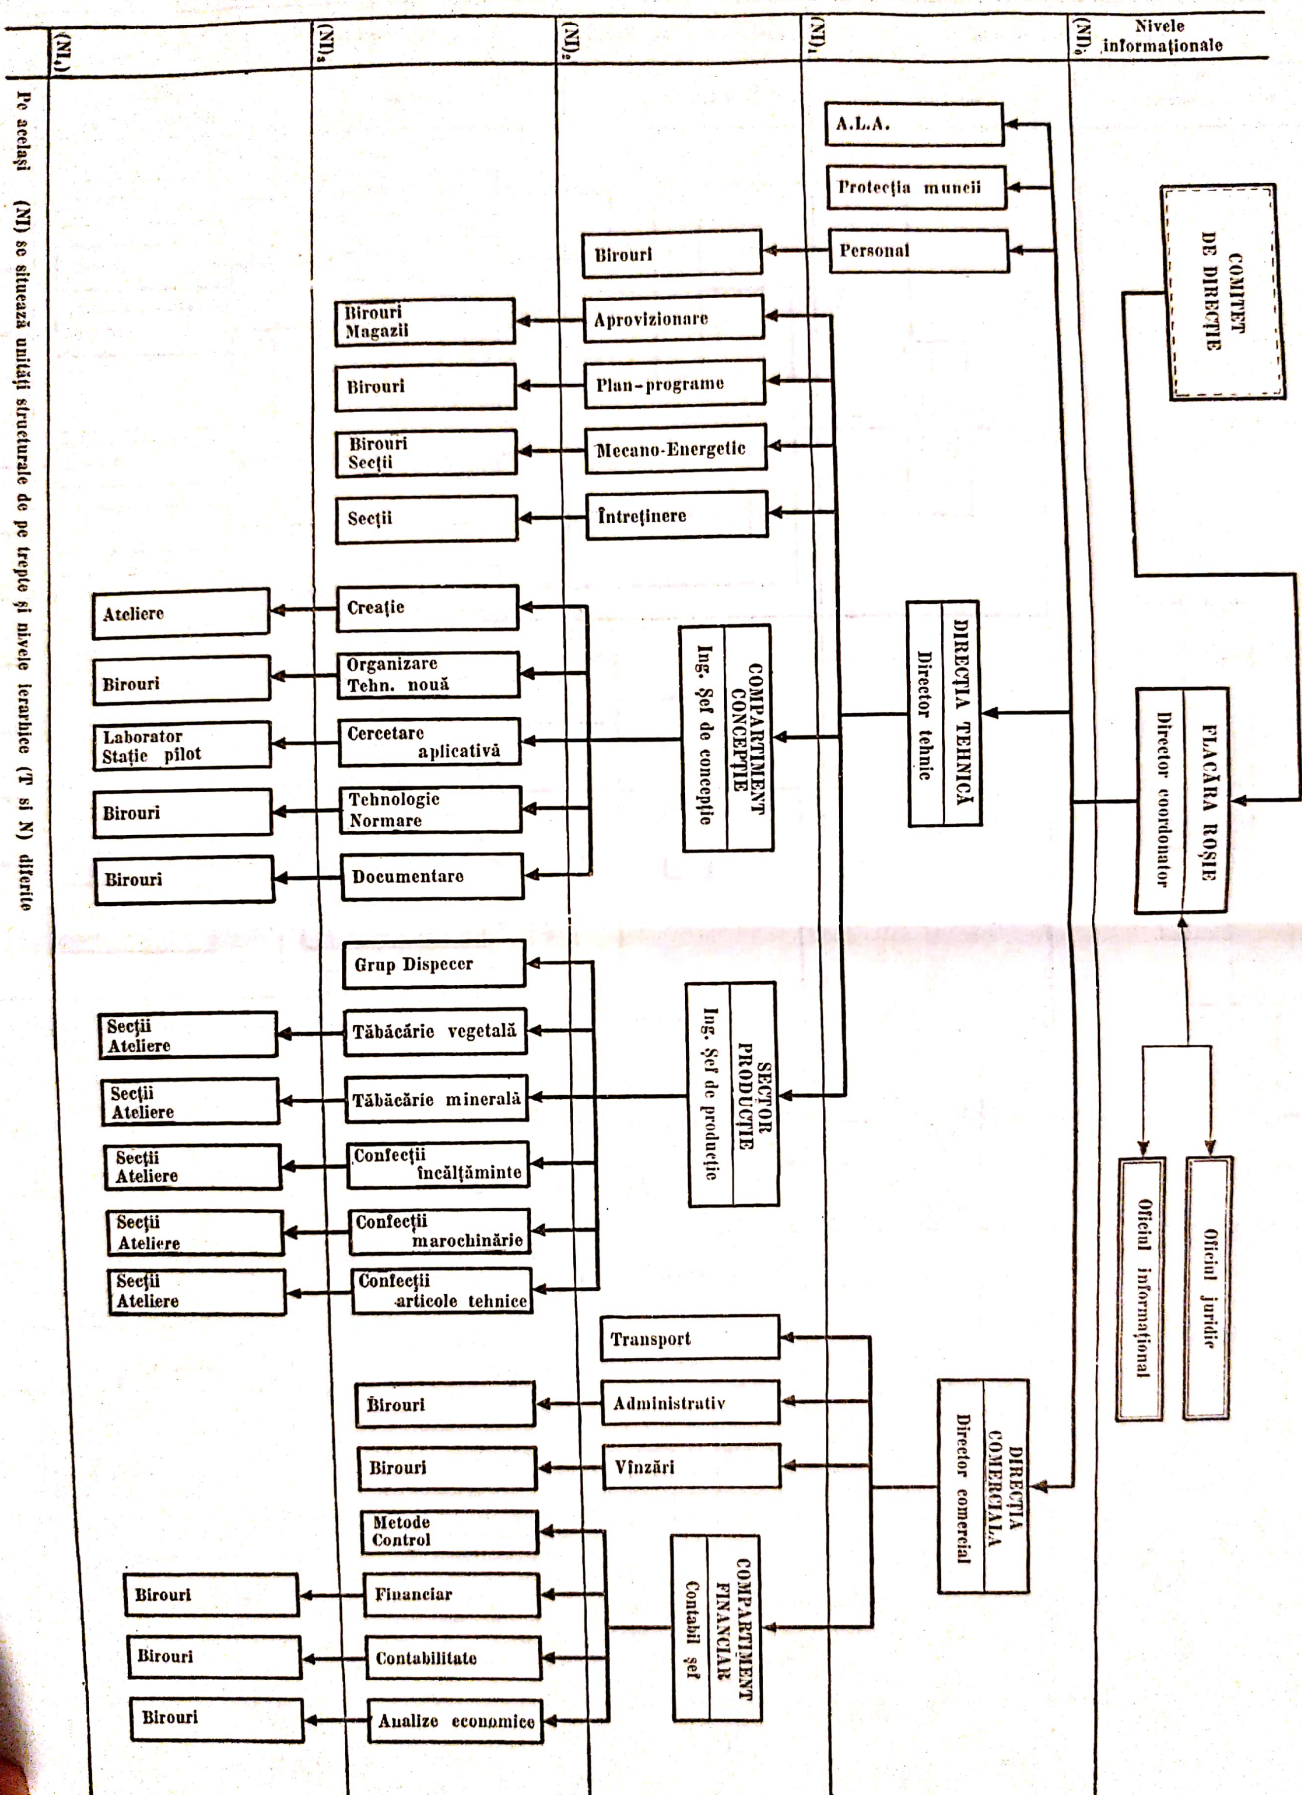 Nivele
informaționale
(NI)₀
(NI)₁
(NI)₂
(NI)₃
(NI₄)
COMITET
DE DIRECȚIE
FLACĂRA ROȘIE
Director coordonator
Oficiul juridic
Oficiul informațional
A.L.A.
Protecția muncii
Personal
DIRECȚIA TEHNICĂ
Director tehnic
DIRECȚIA
COMERCIALA
Director comercial
Birouri
Aprovizionare
Plan-programe
Mecano-Energetic
Întreținere
COMPARTIMENT
CONCEPȚIE
Ing. Șef de concepție
SECTOR
PRODUCȚIE
Ing. Șef de producție
Transport
Administrativ
Vînzări
COMPARTIMENT
FINANCIAR
Contabil șef
Birouri
Magazii
Birouri
Birouri
Secții
Secții
Creație
Organizare
Tehn. nouă
Cercetare
aplicativă
Tehnologie
Normare
Documentare
Grup Dispecer
Tăbăcărie vegetală
Tăbăcărie minerală
Confecții
încălțăminte
Confecții
marochinărie
Confecții
articole tehnice
Birouri
Birouri
Metode
Control
Financiar
Contabilitate
Analize economice
Ateliere
Birouri
Laborator
Stație pilot
Birouri
Birouri
Secții
Ateliere
Secții
Ateliere
Secții
Ateliere
Secții
Ateliere
Secții
Ateliere
Birouri
Birouri
Birouri
Pe același (NI) se situează unități structurale de pe trepte și nivele ierarhice (T si N) diferite